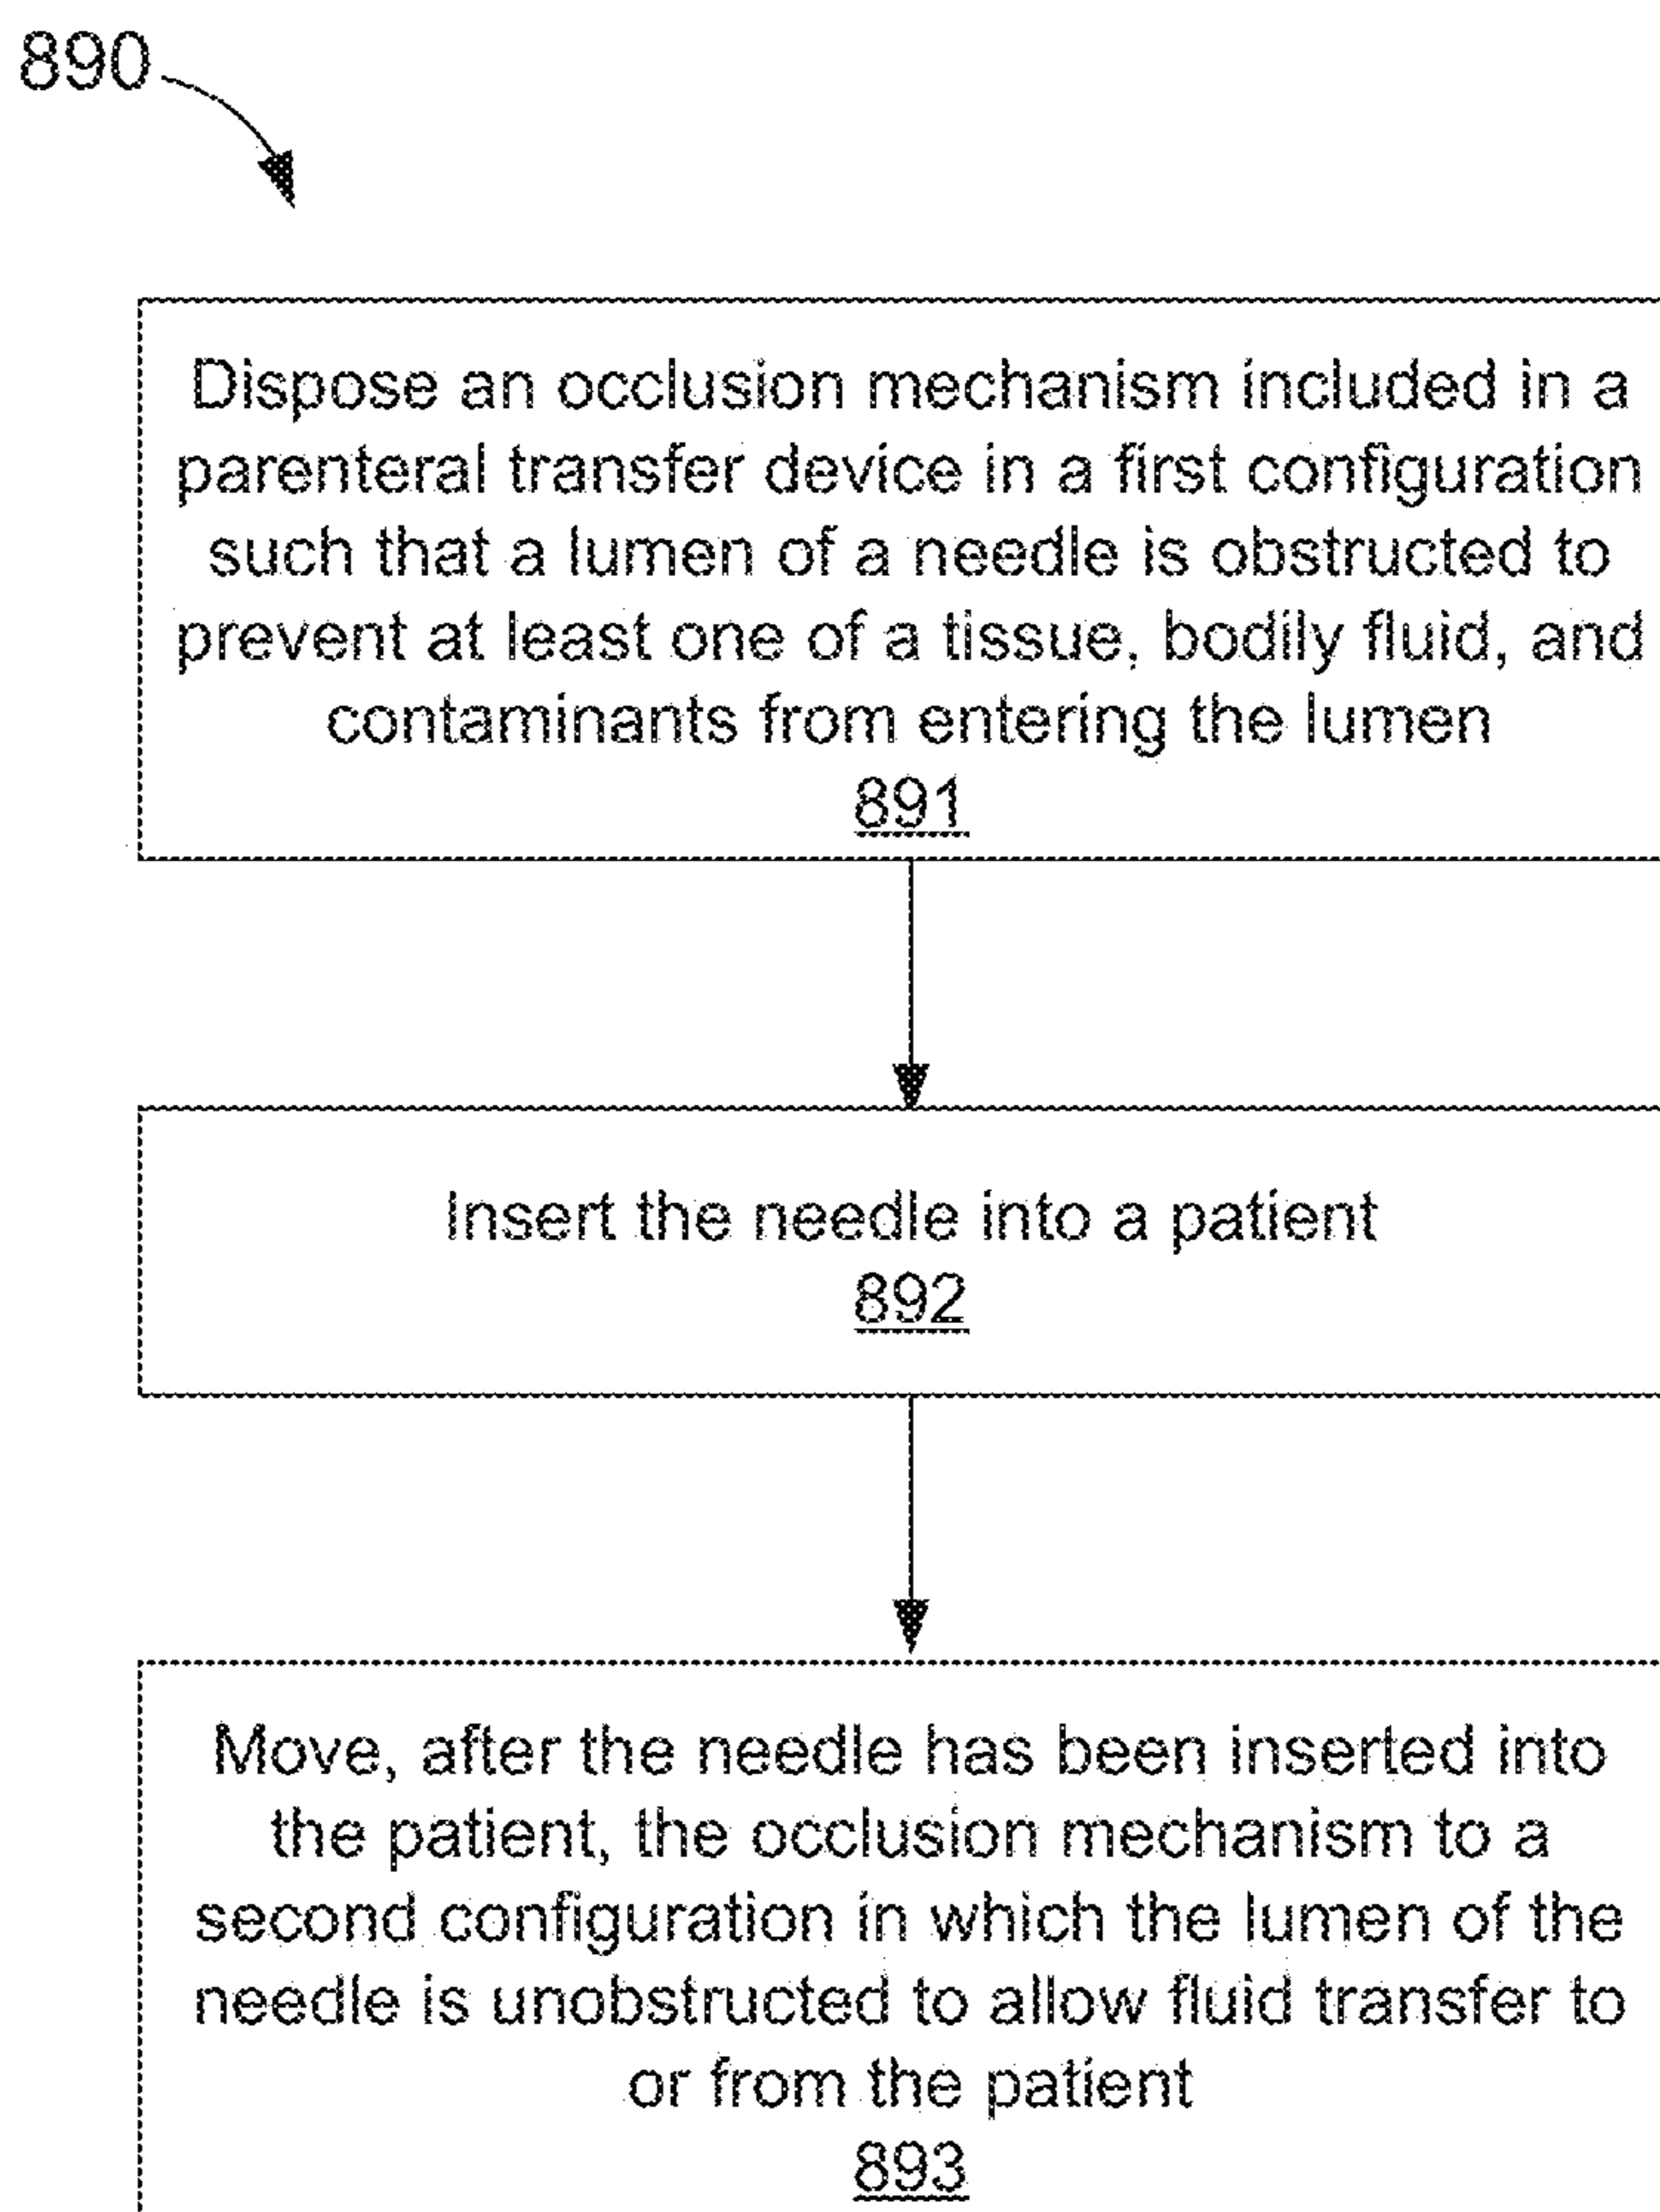 890
Dispose an occlusion mechanism included in a
parenteral transfer device in a first configuration
such that a lumen of a needle is obstructed to
prevent at least one of a tissue, bodily fluid, and
contaminants from entering the lumen
891
Insert the needle into a patient
892
Move, after the needle has been inserted into
the patient, the occlusion mechanism to a
second configuration in which the lumen of the
needle is unobstructed to allow fluid transfer to
or from the patient
893